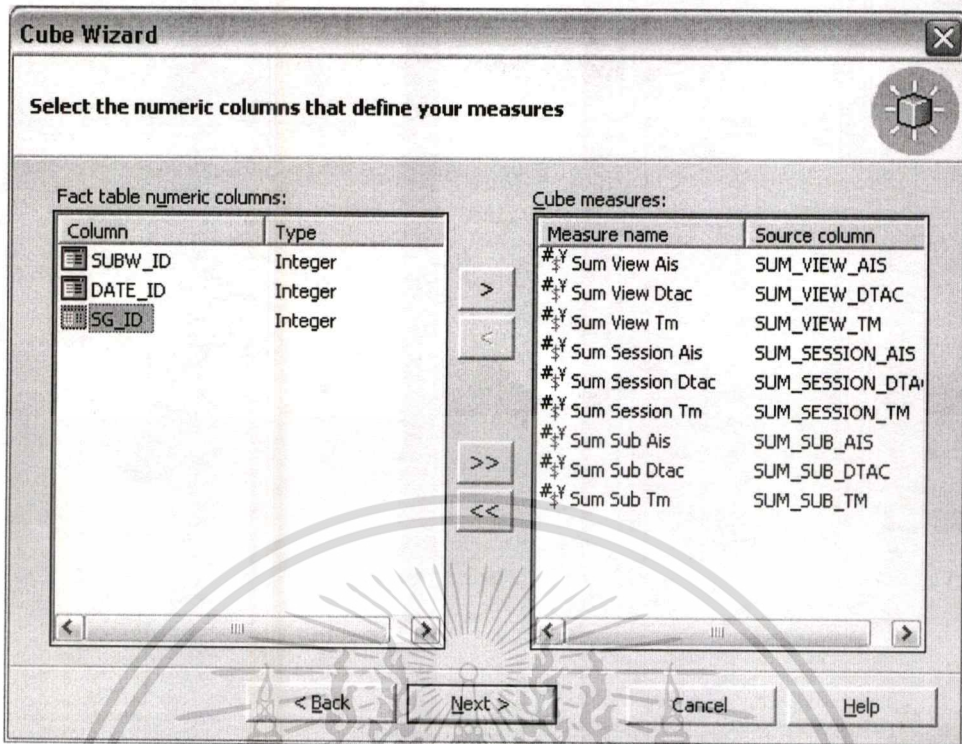 Cube Wizard
Select the numeric columns that define your measures
Fact table numeric columns:
Column Type
SUBW_ID Integer
DATE_ID Integer
SG_ID Integer
>
<
>>
<<
Cube measures:
Measure name Source column
Sum View Ais SUM_VIEW_AIS
Sum View Dtac SUM_VIEW_DTAC
Sum View Tm SUM_VIEW_TM
Sum Session Ais SUM_SESSION_AIS
Sum Session Dtac SUM_SESSION_DTA
Sum Session Tm SUM_SESSION_TM
Sum Sub Ais SUM_SUB_AIS
Sum Sub Dtac SUM_SUB_DTAC
Sum Sub Tm SUM_SUB_TM
< Back Next > Cancel Help